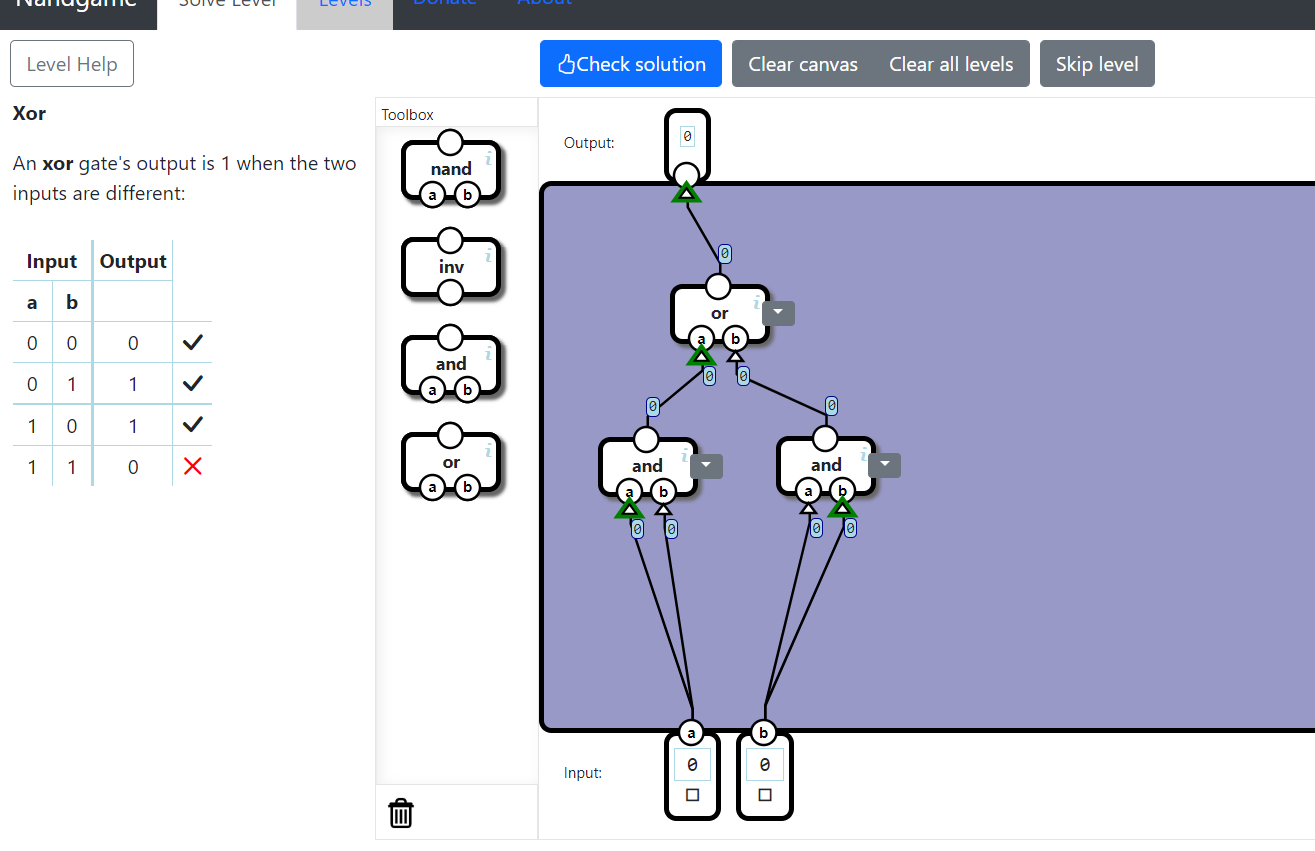 Nandgame Solve Level Levels Donate About
Level Help
Check solution Clear canvas Clear all levels Skip level
Xor
An xor gate's output is 1 when the two
inputs are different:
Input Output
a b
0 0 0
0 1 1
1 0 1
1 1 0
Toolbox
nand
i
a b
inv
i
and
i
a b
or
i
a b
Output:
0
0
or
i
a b
0 0
0 0
and
i
a b
0 0
and
i
a b
0 0
Input:
a b
0 0